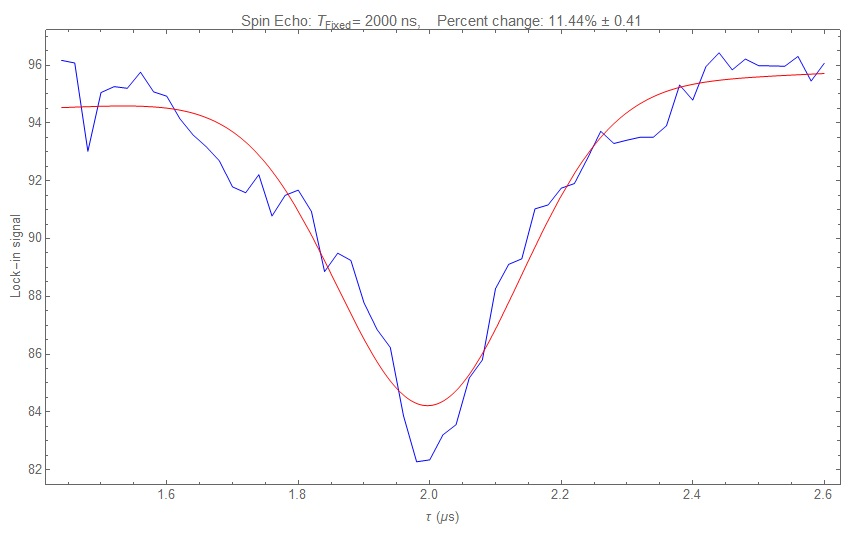 Spin Echo: TFixed= 2000 ns,    Percent change: 11.44% ± 0.41
96
94
92
90
88
86
84
82
Lock-in signal
1.6 1.8 2.0 2.2 2.4 2.6
τ (μs)